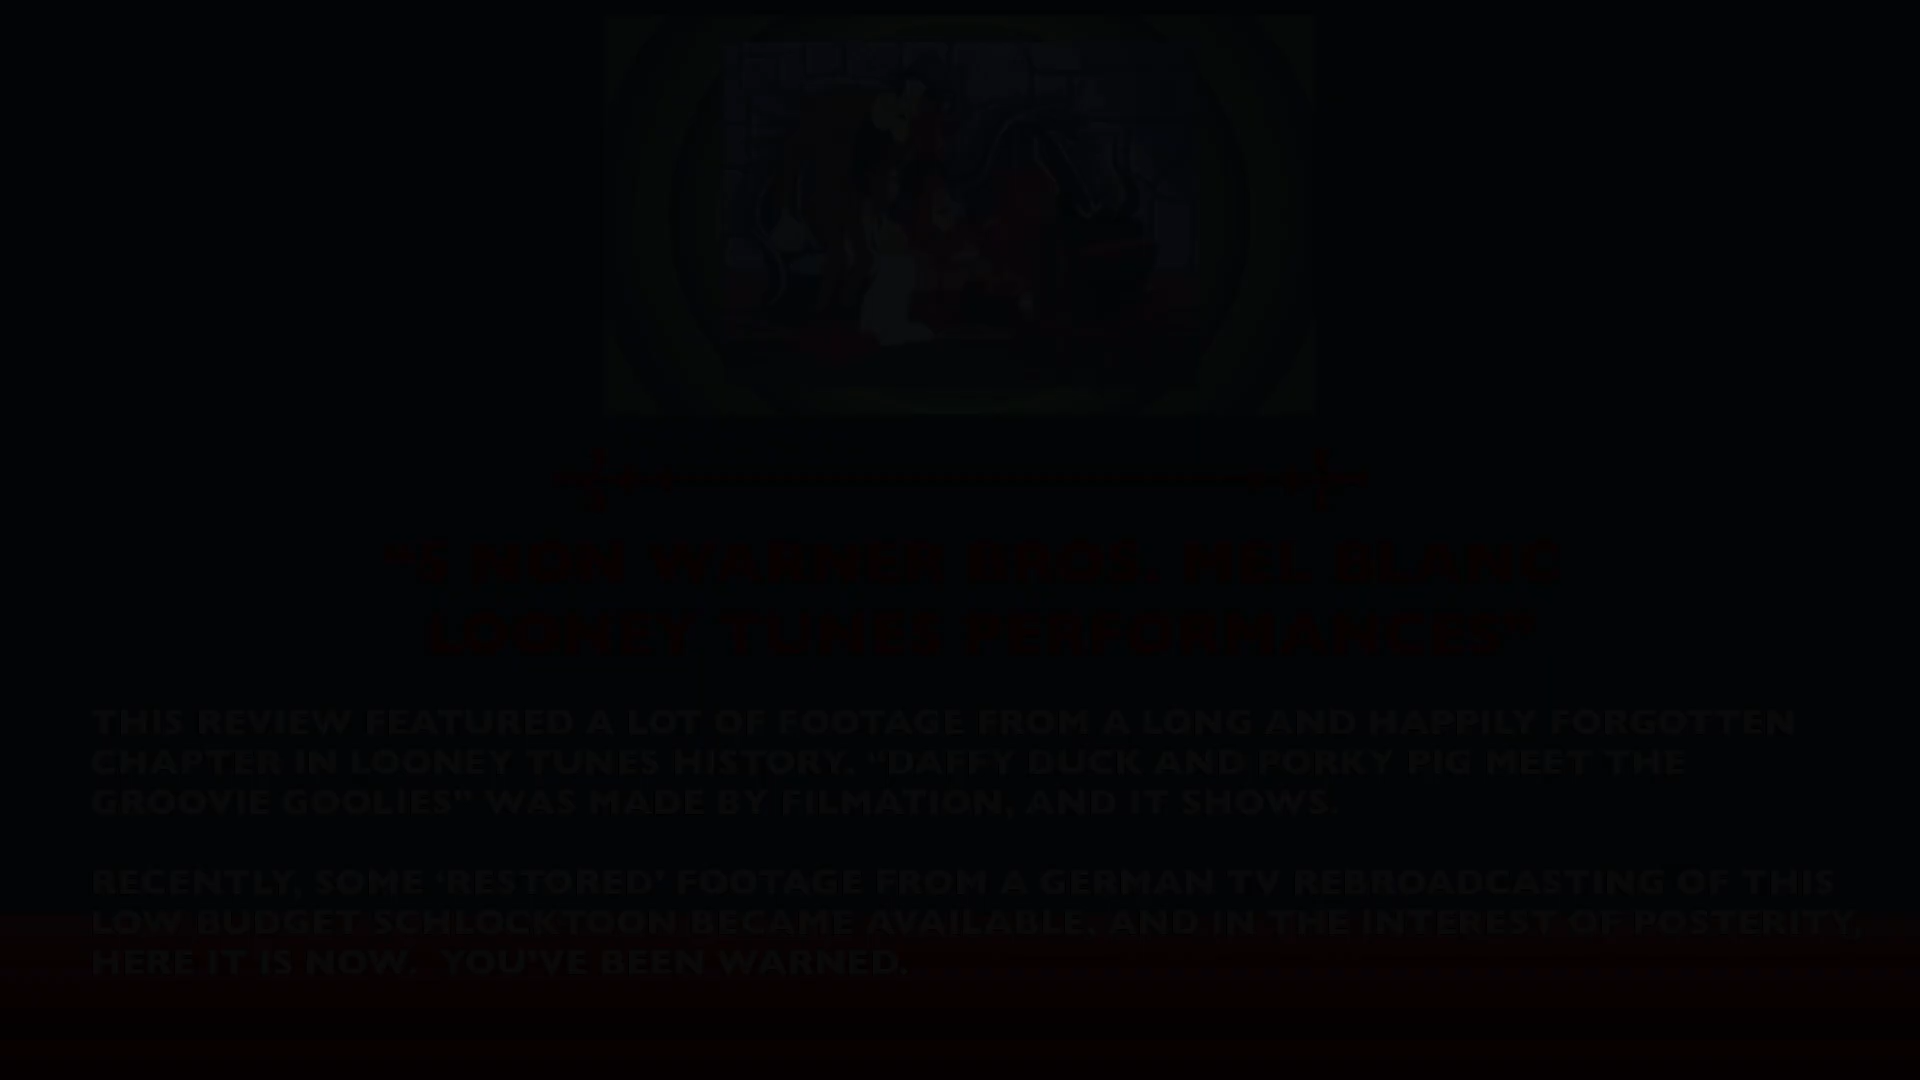 "5 NON WARNER BROS. MEL BLANC
LOONEY TUNES PERFORMANCES"
THIS REVIEW FEATURED A LOT OF FOOTAGE FROM A LONG AND HAPPILY FORGOTTEN
CHAPTER IN LOONEY TUNES HISTORY. "DAFFY DUCK AND PORKY PIG MEET THE
GROOVIE GOOLIES" WAS MADE BY FILMATION, AND IT SHOWS.
RECENTLY, SOME 'RESTORED' FOOTAGE FROM A GERMAN TV REBROADCASTING OF THIS
LOW BUDGET SCHLOCKTOON BECAME AVAILABLE. AND IN THE INTEREST OF POSTERITY,
HERE IT IS NOW. YOU'VE BEEN WARNED.